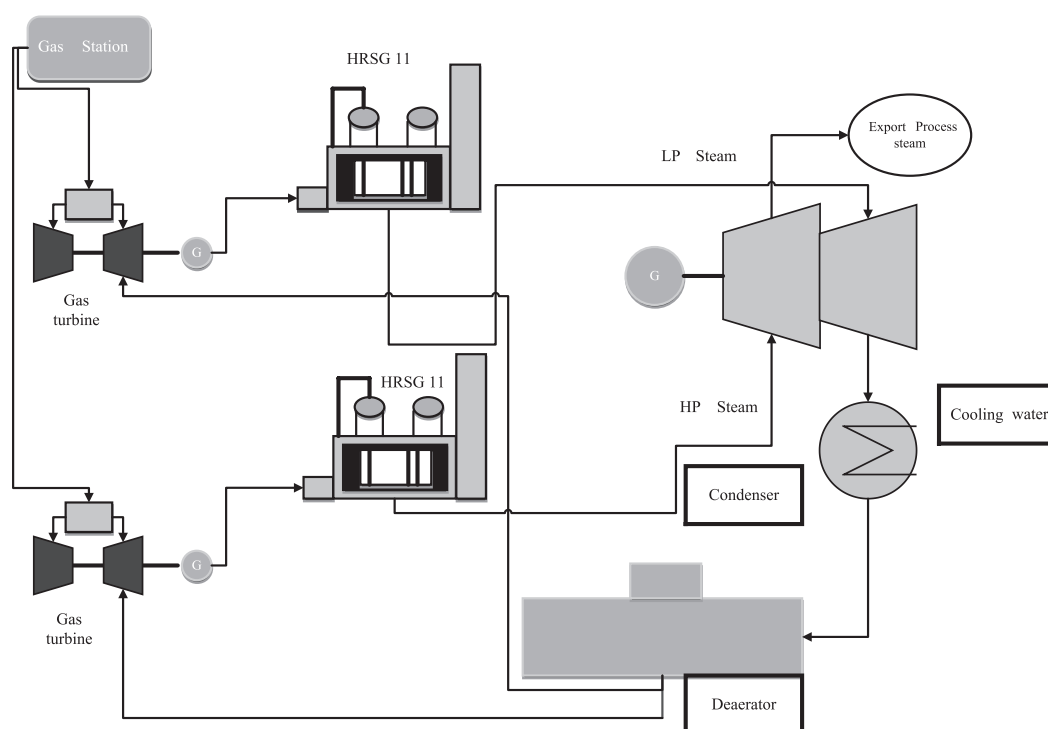 Gas Station
HRSG 11
Export Process
steam
LP Steam
G
G
Gas
turbine
HRSG 11
HP Steam
Cooling water
Condenser
G
Gas
turbine
Deaerator